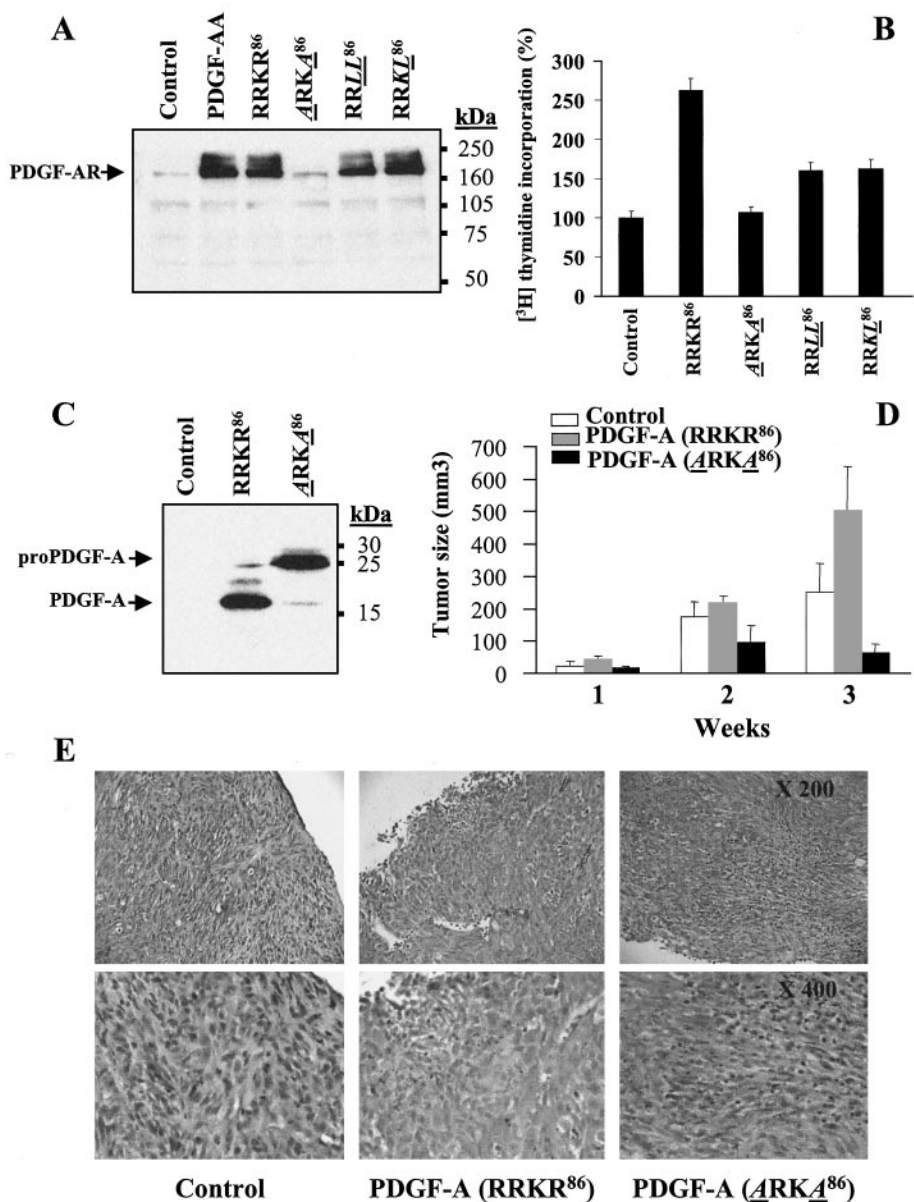 A
Control
PDGF-AA
RRKR86
ARKA86
RRLL86
RRKL86
kDa
PDGF-AR
250
160
105
75
50
B
[3H] thymidine incorporation (%)
300
250
200
150
100
50
0
Control
RRKR86
ARKA86
RRLL86
RRKL86
C
Control
RRKR86
ARKA86
kDa
proPDGF-A
PDGF-A
30
25
15
D
Control
PDGF-A (RRKR86)
PDGF-A (ARKA86)
Tumor size (mm3)
700
600
500
400
300
200
100
0
1 2 3
Weeks
E
X 200
X 400
Control PDGF-A (RRKR86) PDGF-A (ARKA86)